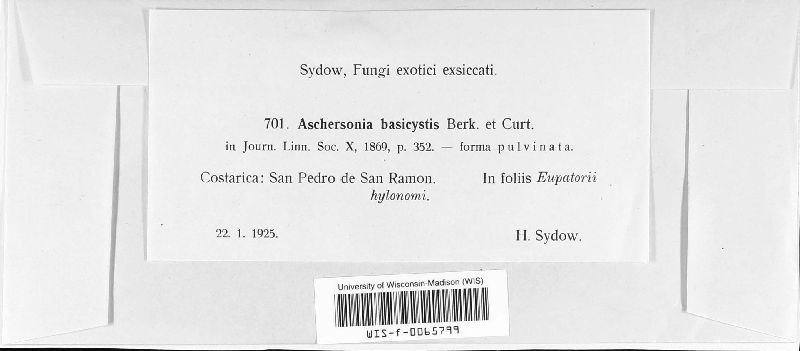 Sydow, Fungi exotici exsiccati.
701. Aschersonia basicystis Berk. et Curt.
in Journ. Linn. Soc. X, 1869, p. 352. — forma pulvinata.
Costarica: San Pedro de San Ramon. In foliis Eupatorii
hylonomi.
22. 1. 1925. H. Sydow.
University of Wisconsin-Madison (WIS)
WIS-f-0065799